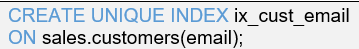 CREATE UNIQUE INDEX ix_cust_email
ON sales.customers(email);